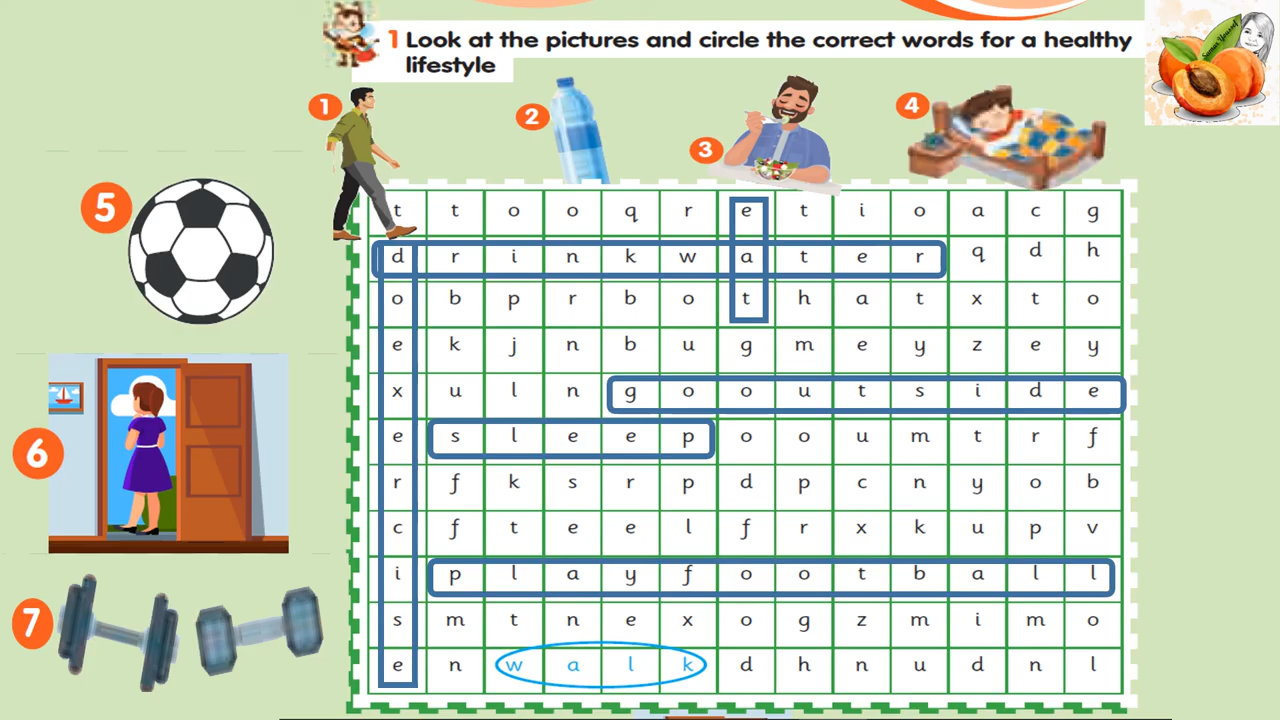 1 Look at the pictures and circle the correct words for a healthy
lifestyle
1
2
3
4
5
6
7
t t o o q r e t i o a c g
d r i n k w a t e r q d h
o b p r b o t h a t x t o
e k j n b u g m e y z e y
x u l n g o o u t s i d e
e s l e e p o o u m t r f
r f k s r p d p c n y o b
c f t e e l f r x k u p v
i p l a y f o o t b a l l
s m t n e x o g z m i m o
e n w a l k d h n u d n l